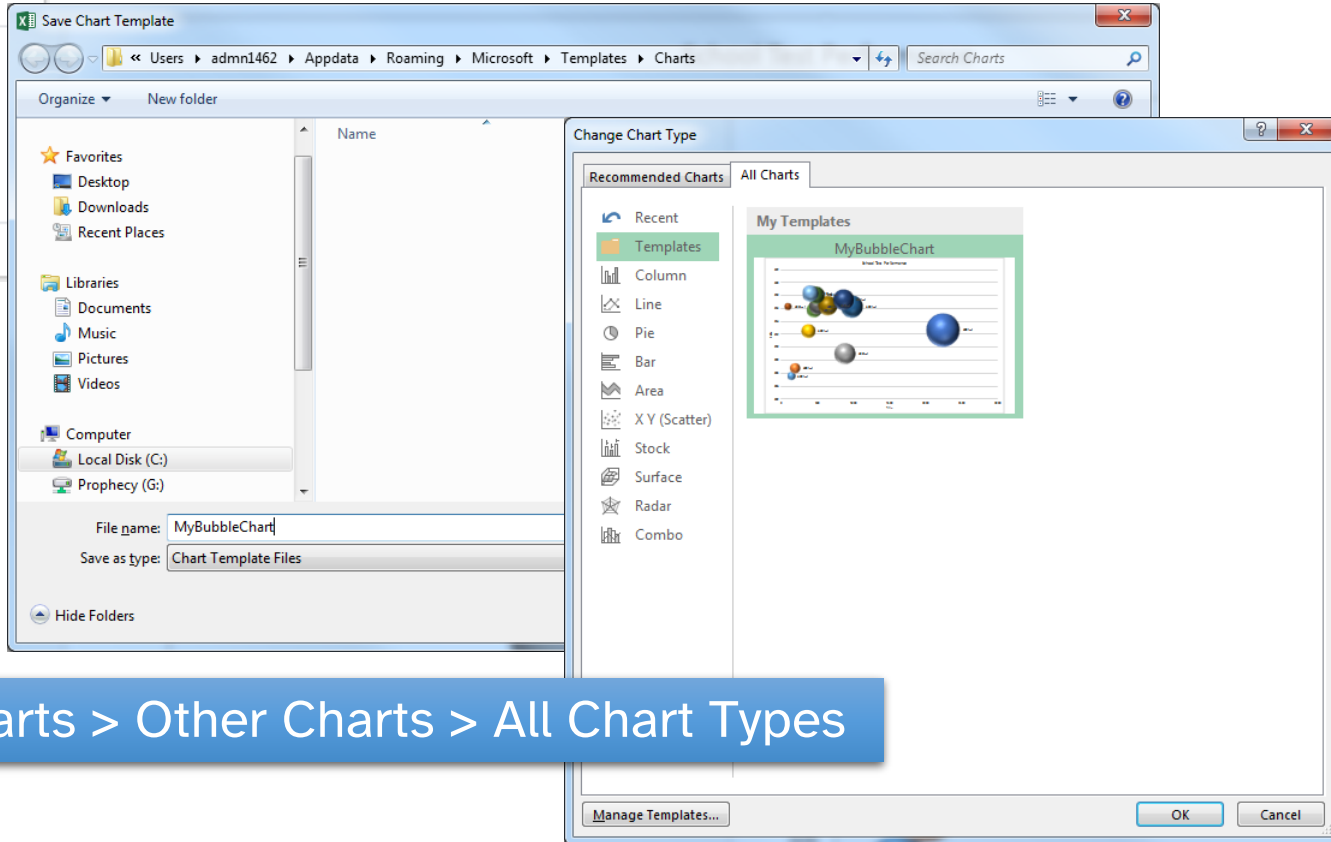 Save Chart Template
« Users ▸ admn1462 ▸ Appdata ▸ Roaming ▸ Microsoft ▸ Templates ▸ Charts
Search Charts
Organize
New folder
Name
Favorites
Desktop
Downloads
Recent Places
Libraries
Documents
Music
Pictures
Videos
Computer
Local Disk (C:)
Prophecy (G:)
File name: MyBubbleChart
Save as type: Chart Template Files
Hide Folders
Change Chart Type
Recommended Charts
All Charts
Recent
Templates
Column
Line
Pie
Bar
Area
X Y (Scatter)
Stock
Surface
Radar
Combo
My Templates
MyBubbleChart
arts > Other Charts > All Chart Types
Manage Templates...
OK
Cancel